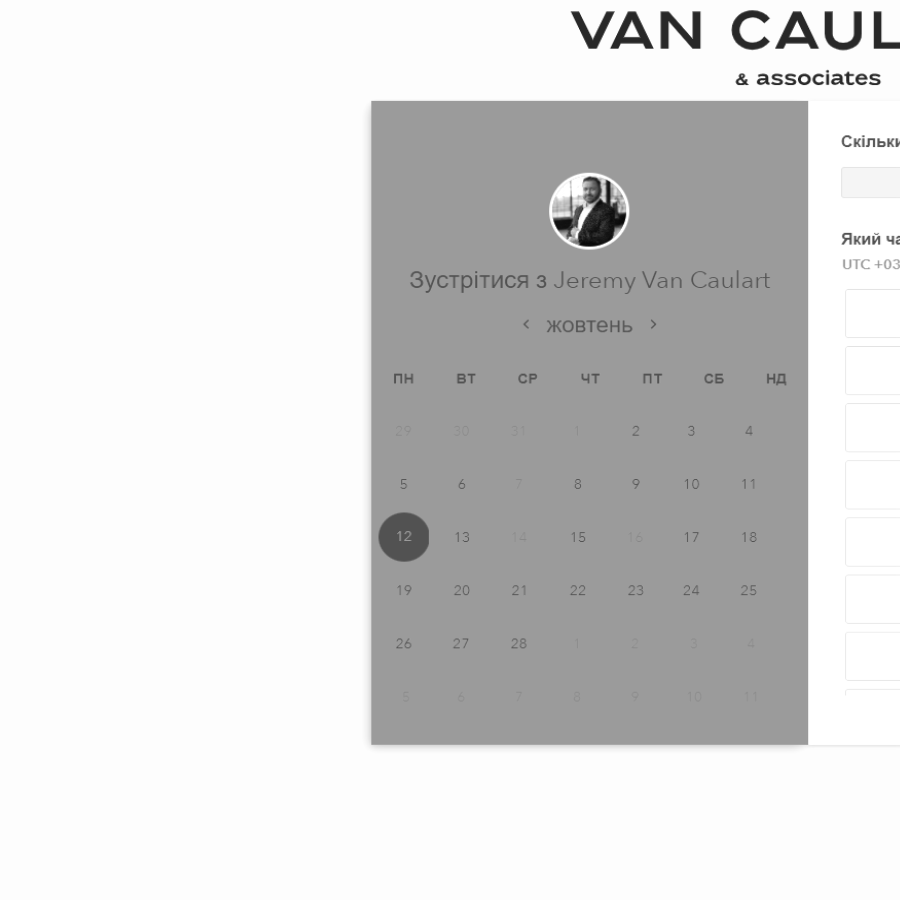 VAN CAUL
& associates
Зустрітися з Jeremy Van Caulart
жовтень
ПН ВТ СР ЧТ ПТ СБ НД
29 30 31 1 2 3 4
5 6 7 8 9 10 11
12 13 14 15 16 17 18
19 20 21 22 23 24 25
26 27 28 1 2 3 4
5 6 7 8 9 10 11
Скільки
Який ча
UTC +03